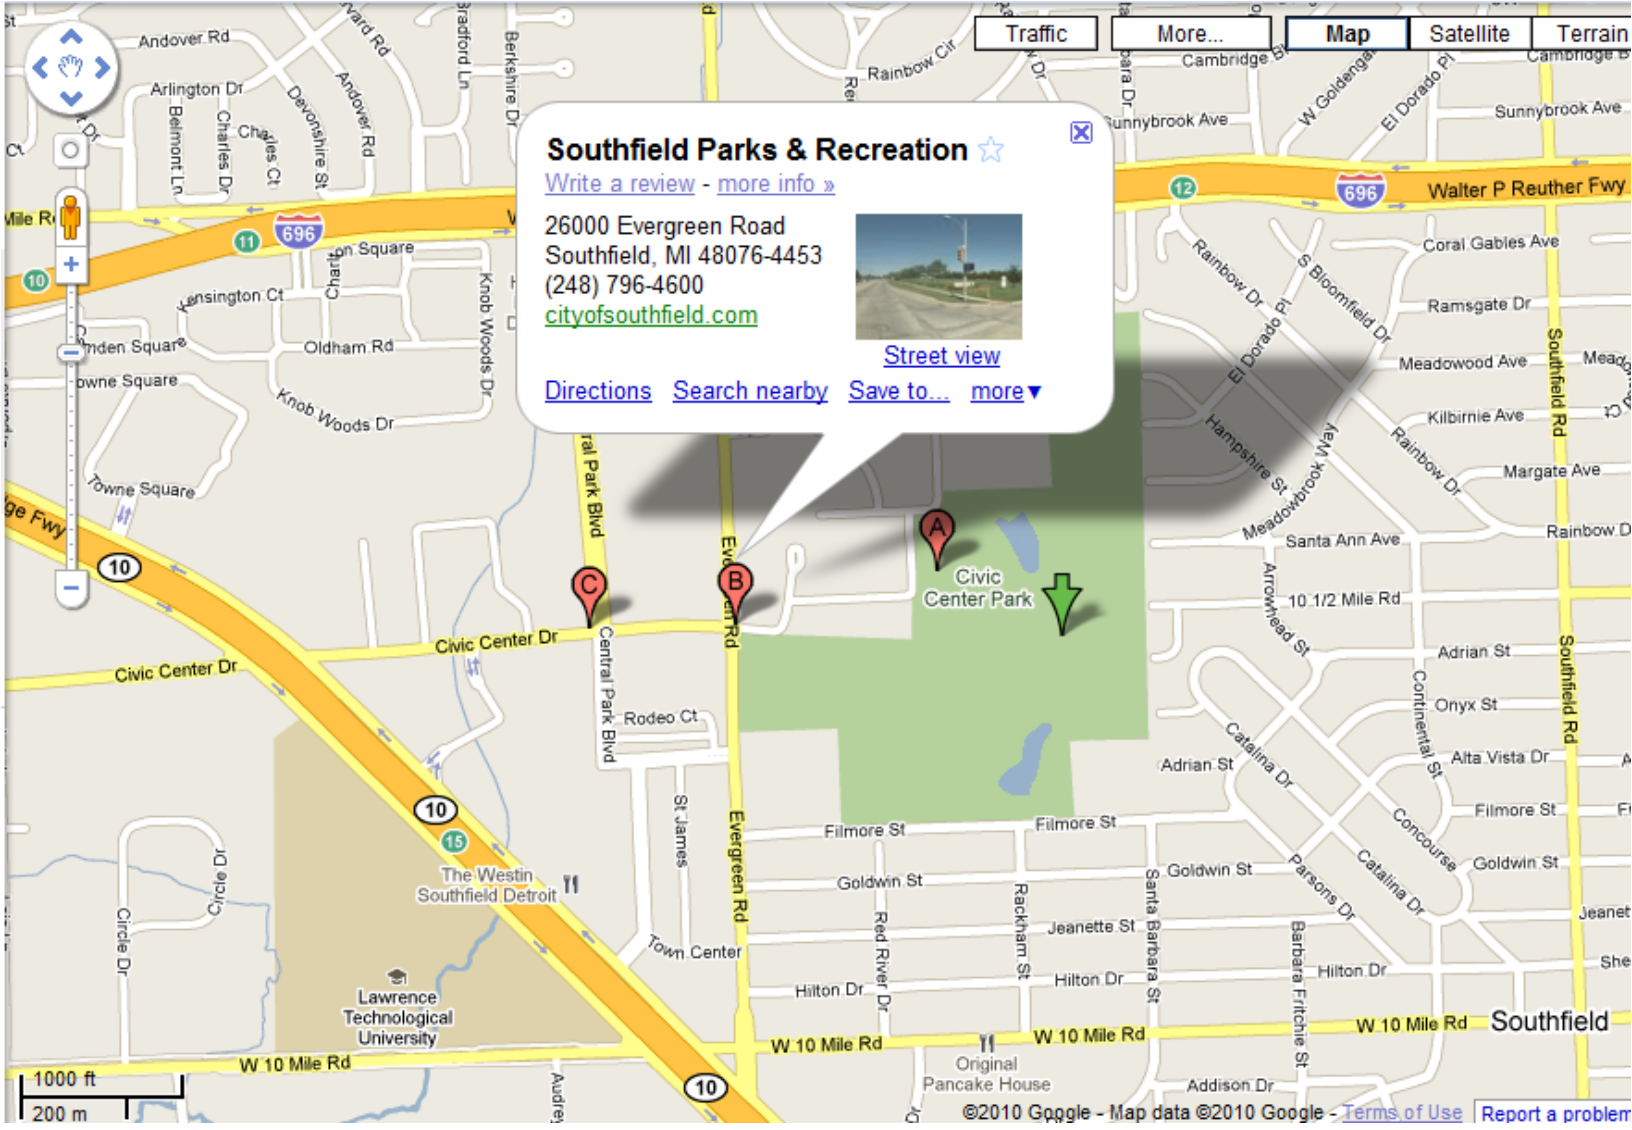 Traffic
More...
Map
Satellite
Terrain
Andover Rd
Arlington Dr
Belmont Ln
Charles Dr
Charles Ct
Devonshire St
Andover Rd
Berkshire Dr
Rainbow Cir
Cambridge
Cambridge B
Sunnybrook Ave
Sunnybrook Ave
W Goldengate
El Dorado Pl
Southfield Parks & Recreation
Write a review - more info »
26000 Evergreen Road
Southfield, MI 48076-4453
(248) 796-4600
cityofsouthfield.com
Street view
Directions Search nearby Save to... more▼
10
11
696
12
696
Walter P Reuther Fwy
on Square
Kensington Ct
Knob Woods Dr
Oldham Rd
Towne Square
Knob Woods Dr
Towne Square
Coral Gables Ave
Rainbow Dr
S Bloomfield Dr
Ramsgate Dr
El Dorado Pl
Meadowood Ave
Southfield Rd
Kilbirnie Ave
Hampshire St
Meadowbrook Way
Rainbow Dr
Margate Ave
Santa Ann Ave
Rainbow D
ge Fwy
10
ral Park Blvd
A
B
C
Civic
Center Park
10 1/2 Mile Rd
Arrowhead St
Adrian St
Civic Center Dr
Civic Center Dr
Central Park Blvd
Rodeo Ct
Continental St
Onyx St
Southfield Rd
Catalina Dr
Adrian St
Alta Vista Dr
10
15
The Westin
Southfield Detroit
St James
Evergreen Rd
Filmore St
Filmore St
Filmore St
Concourse
Goldwin St
Goldwin St
Goldwin St
Parsons Dr
Catalina Dr
Circle Dr
Circle Dr
Town Center
Red River Dr
Rackham St
Jeanette St
Santa Barbara St
Barbara Fritchie St
Jeanet
Hilton Dr
Hilton Dr
Hilton Dr
She
Lawrence
Technological
University
W 10 Mile Rd
W 10 Mile Rd
W 10 Mile Rd
W 10 Mile Rd
Southfield
Original
Pancake House
10
Audrey
Addison Dr
1000 ft
200 m
©2010 Google - Map data ©2010 Google - Terms of Use
Report a problem